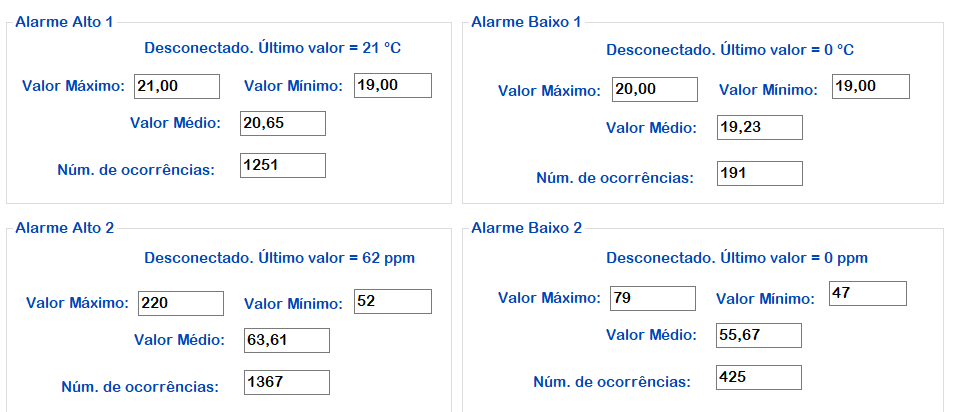 Alarme Alto 1
Desconectado. Último valor = 21 °C
Valor Máximo: 21,00 Valor Mínimo: 19,00
Valor Médio: 20,65
Núm. de ocorrências: 1251
Alarme Baixo 1
Desconectado. Último valor = 0 °C
Valor Máximo: 20,00 Valor Mínimo: 19,00
Valor Médio: 19,23
Núm. de ocorrências: 191
Alarme Alto 2
Desconectado. Último valor = 62 ppm
Valor Máximo: 220 Valor Mínimo: 52
Valor Médio: 63,61
Núm. de ocorrências: 1367
Alarme Baixo 2
Desconectado. Último valor = 0 ppm
Valor Máximo: 79 Valor Mínimo: 47
Valor Médio: 55,67
Núm. de ocorrências: 425